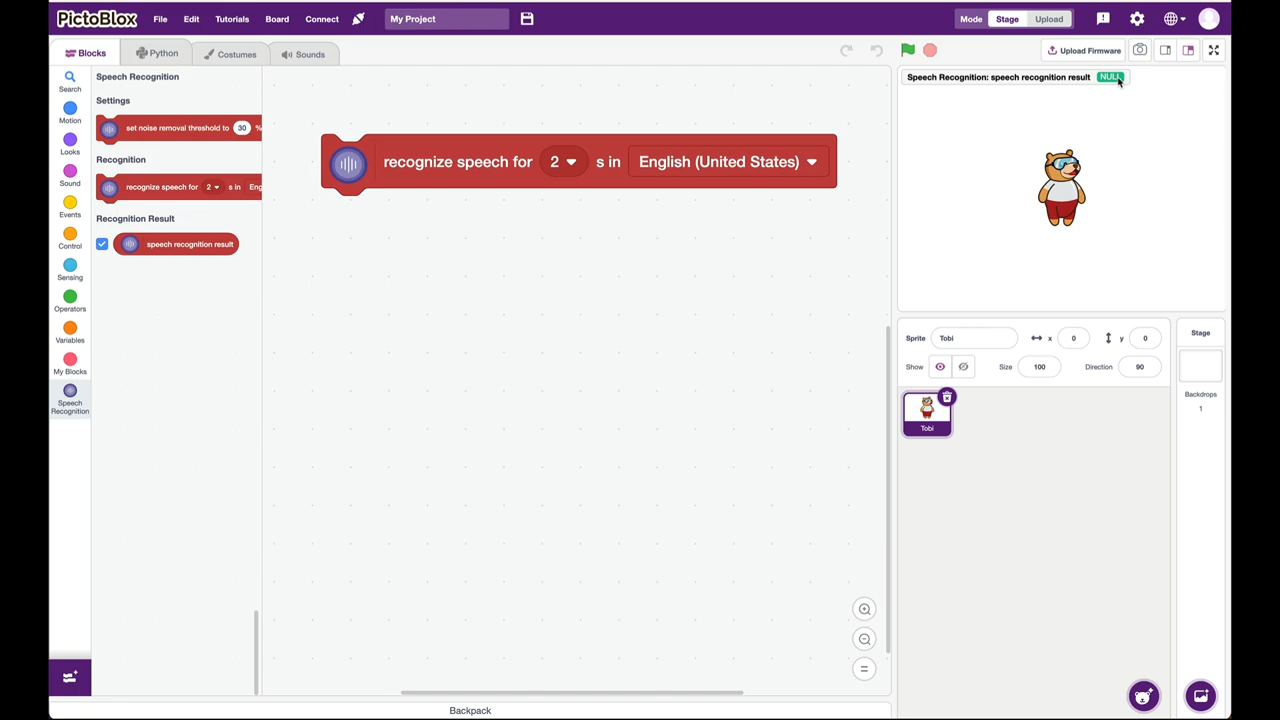 PictoBlox File Edit Tutorials Board Connect My Project Mode Stage Upload
Blocks Python Costumes Sounds Upload Firmware
Search
Motion
Looks
Sound
Events
Control
Sensing
Operators
Variables
My Blocks
Speech
Recognition
Speech Recognition
Settings
set noise removal threshold to 30 %
Recognition
recognize speech for 2 s in Eng
Recognition Result
speech recognition result
recognize speech for 2 s in English (United States)
Speech Recognition: speech recognition result NULL
Sprite Tobi x 0 y 0
Show Size 100 Direction 90
Tobi
Stage
Backdrops
1
Backpack